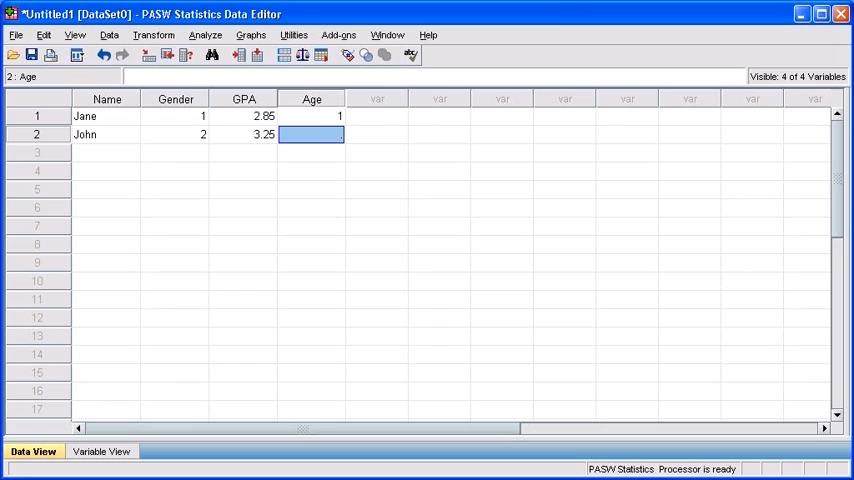 *Untitled1 [DataSet0] - PASW Statistics Data Editor
File Edit View Data Transform Analyze Graphs Utilities Add-ons Window Help
2 : Age
Visible: 4 of 4 Variables
Name Gender GPA Age var var var var var var var var
1 Jane 1 2.85 1
2 John 2 3.25 .
3
4
5
6
7
8
9
10
11
12
13
14
15
16
17
Data View Variable View
PASW Statistics Processor is ready